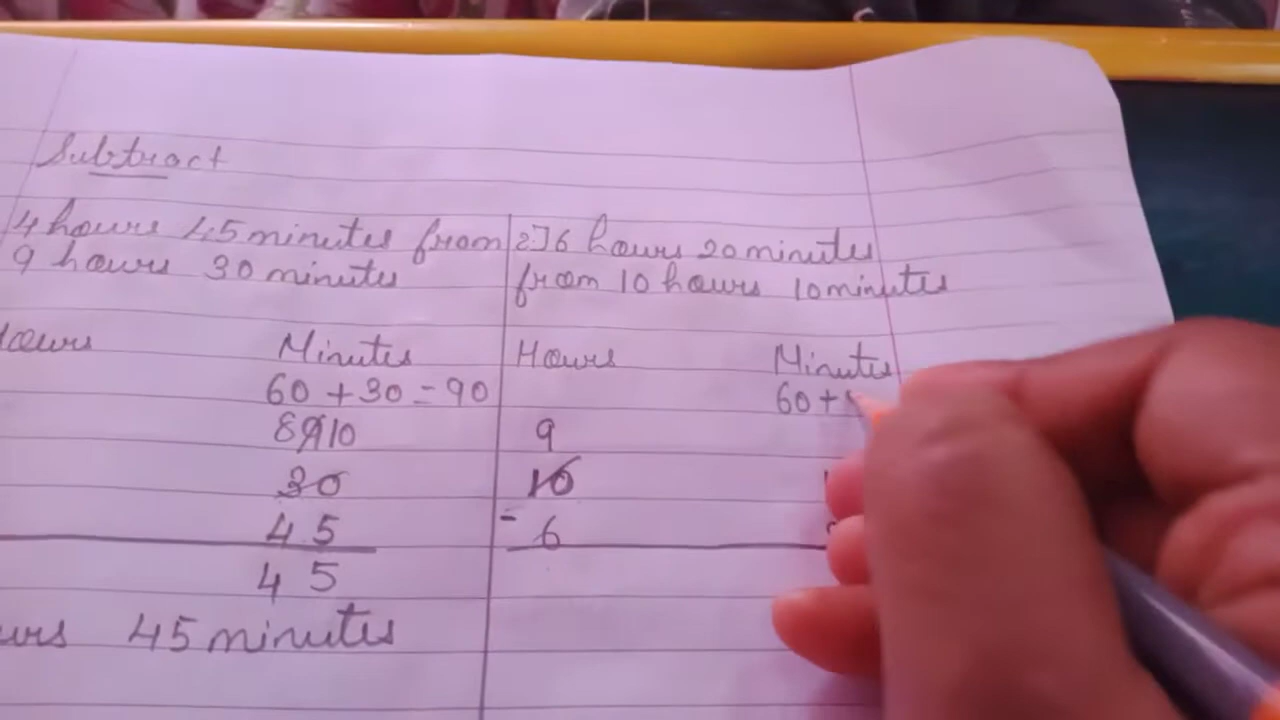 Subtract
4 hours 45 minutes from
9 hours 30 minutes
2] 6 hours 20 minutes
from 10 hours 10 minutes
Minutes
60 + 30 = 90
8 9 10
30
45
45
45 minutes
Hours Minutes
60 +
9
10
- 6